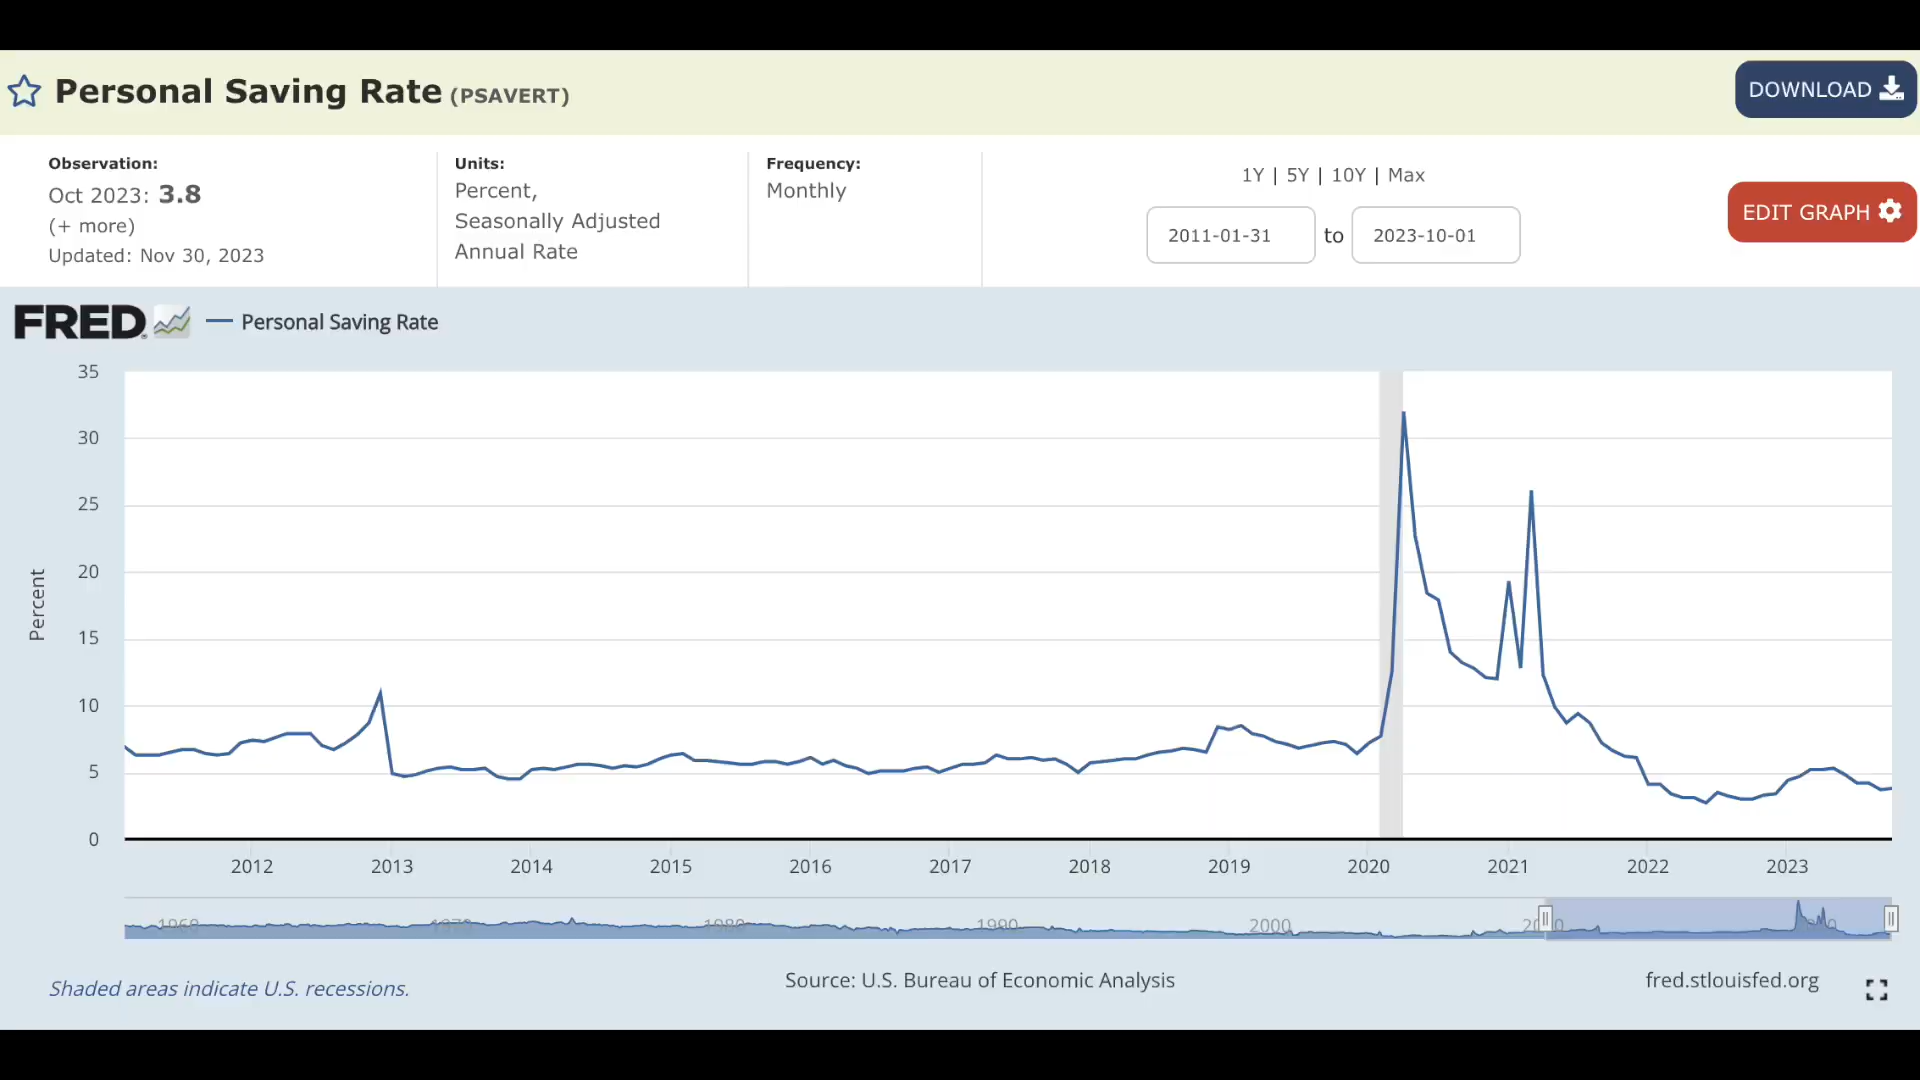 Personal Saving Rate (PSAVERT)
DOWNLOAD
Observation:
Oct 2023: 3.8
(+ more)
Updated: Nov 30, 2023
Units:
Percent,
Seasonally Adjusted
Annual Rate
Frequency:
Monthly
1Y | 5Y | 10Y | Max
2011-01-31 to 2023-10-01
EDIT GRAPH
FRED Personal Saving Rate
35
30
25
20
15
10
5
0
Percent
2012 2013 2014 2015 2016 2017 2018 2019 2020 2021 2022 2023
1960 1970 1980 1990 2000
Shaded areas indicate U.S. recessions.
Source: U.S. Bureau of Economic Analysis
fred.stlouisfed.org